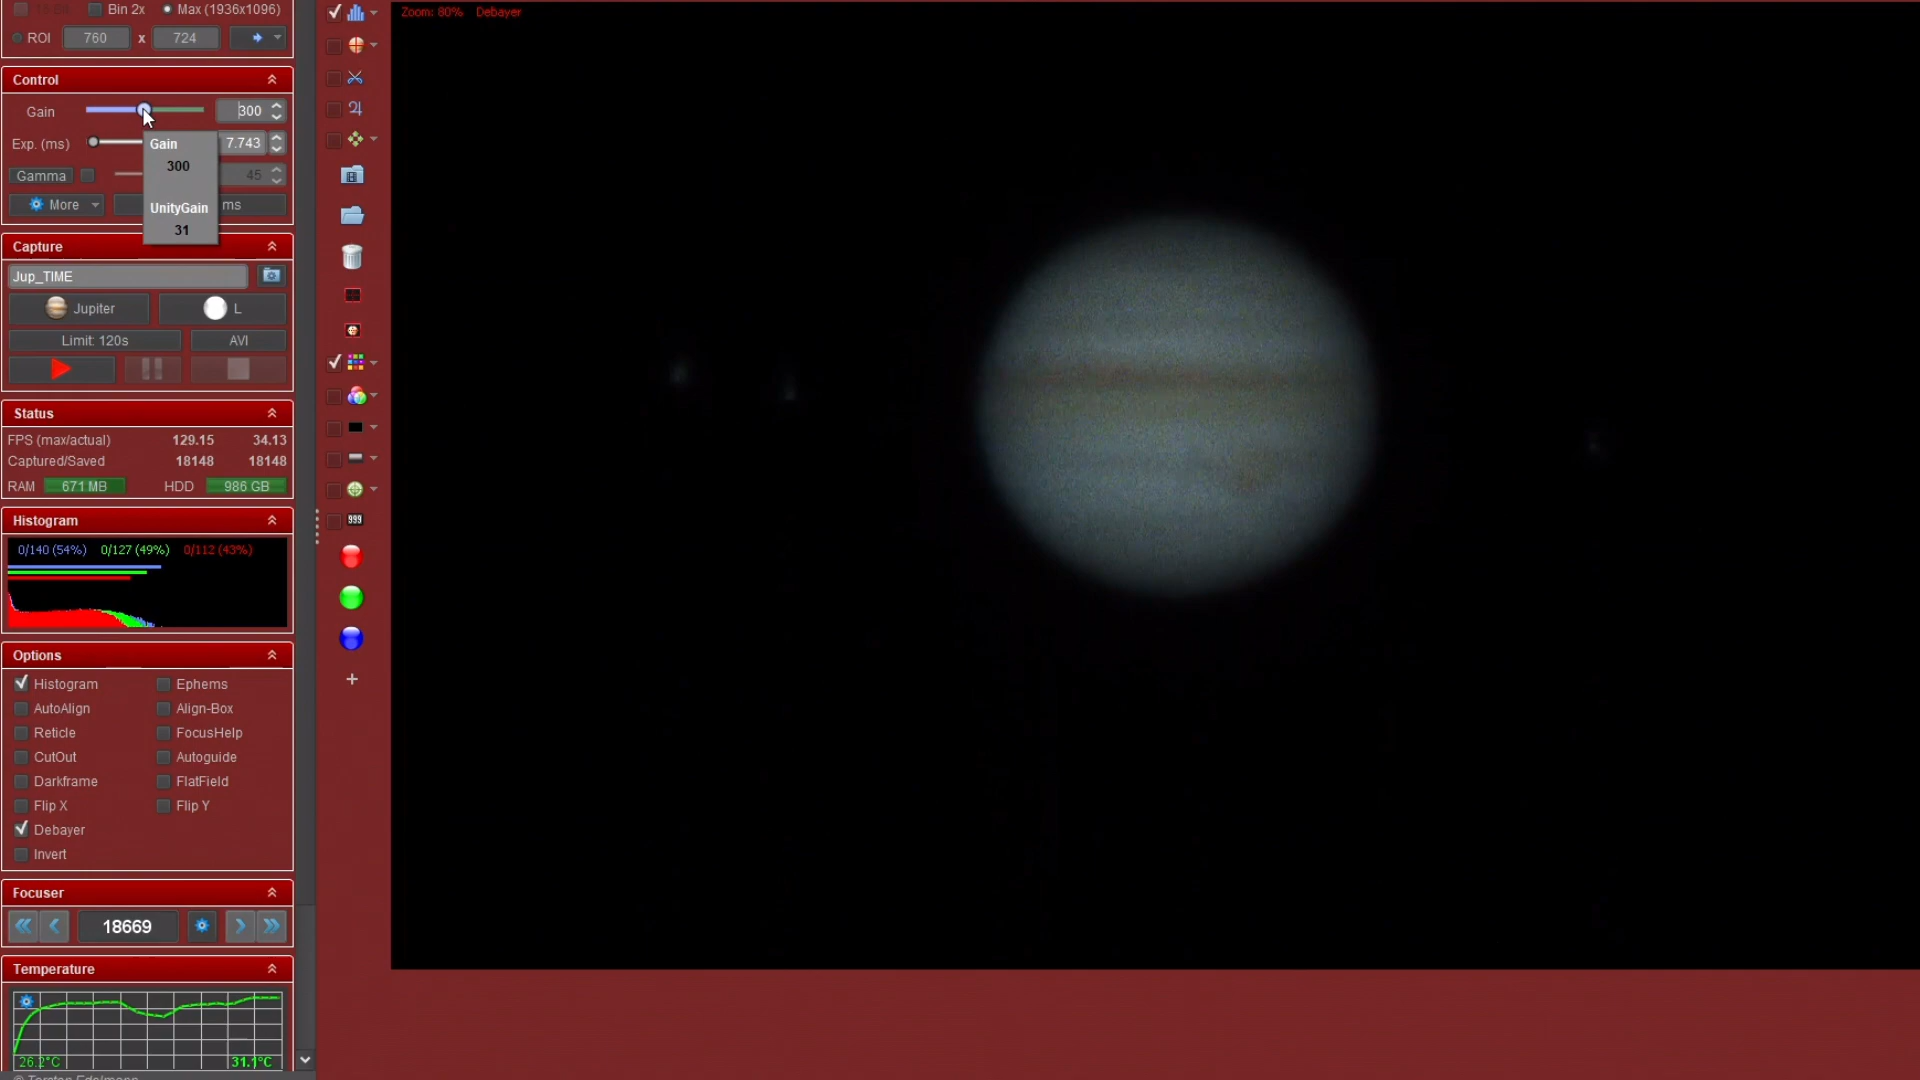 Bin 2x Max (1936x1096)
ROI 760 x 724
Control
Gain 300
Exp. (ms) 7.743
Gain
300
UnityGain
31
Gamma 45
More ms
Capture
Jup_TIME
Jupiter L
Limit: 120s AVI
Status
FPS (max/actual) 129.15 34.13
Captured/Saved 18148 18148
RAM 671 MB HDD 986 GB
Histogram
0/140 (54%) 0/127 (49%) 0/112 (43%)
Options
Histogram Ephems
AutoAlign Align-Box
Reticle FocusHelp
CutOut Autoguide
Darkframe FlatField
Flip X Flip Y
Debayer
Invert
Focuser
18669
Temperature
26.2°C 31.1°C
999
Zoom: 80% Debayer